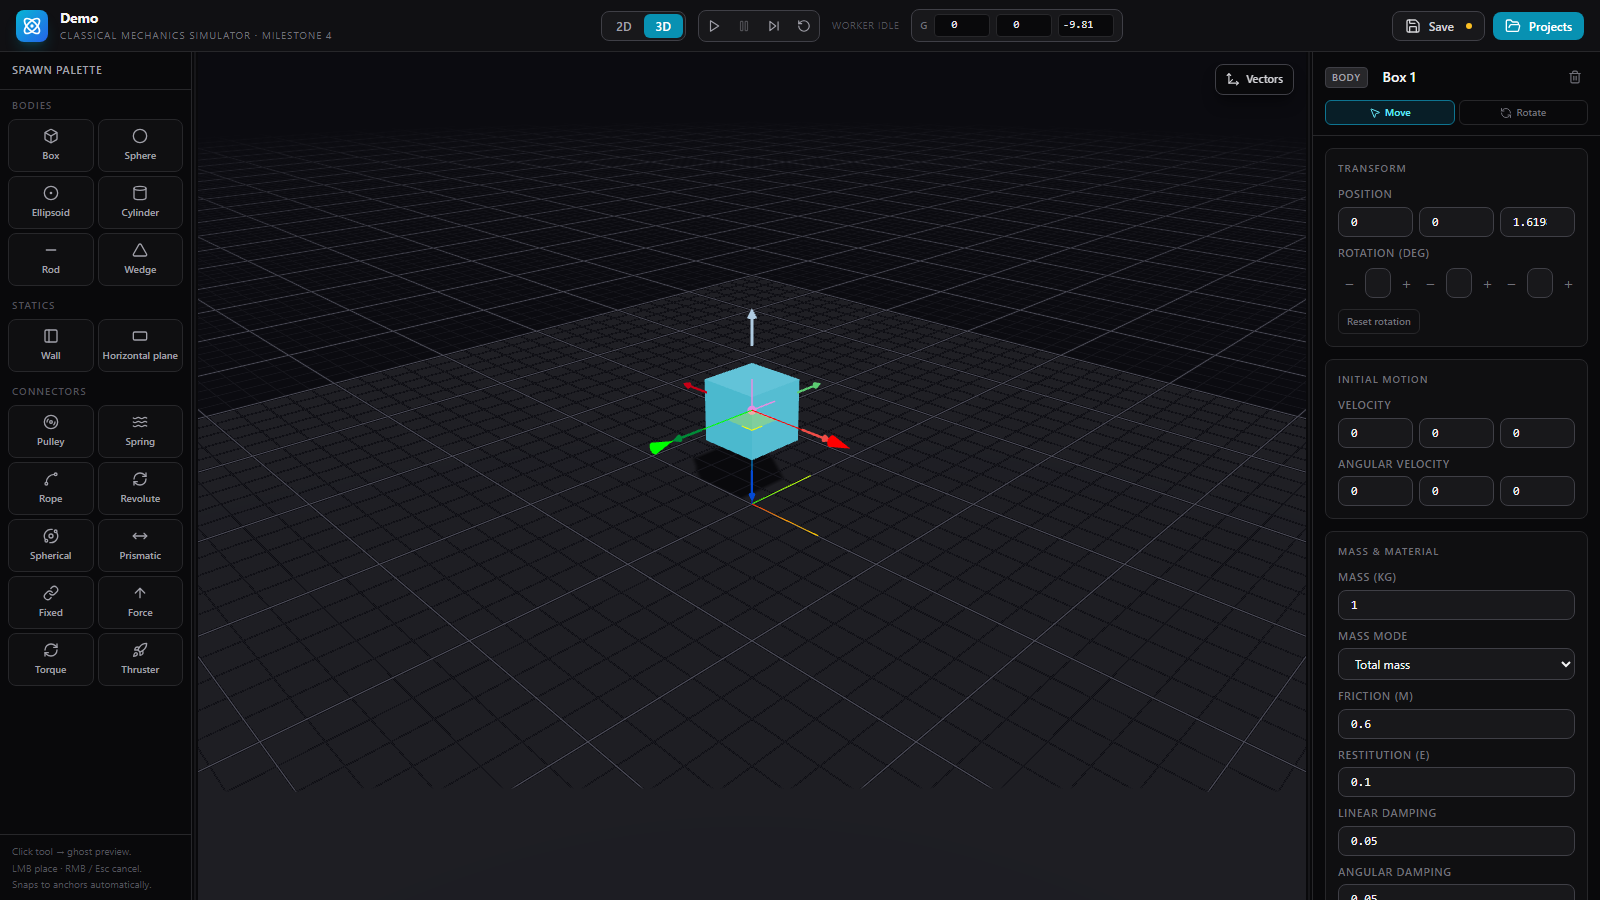 Demo
CLASSICAL MECHANICS SIMULATOR · MILESTONE 4
2D 3D
WORKER IDLE
G 0 0 -9.81
Save
Projects
SPAWN PALETTE
BODIES
Box Sphere
Ellipsoid Cylinder
Rod Wedge
STATICS
Wall Horizontal plane
CONNECTORS
Pulley Spring
Rope Revolute
Spherical Prismatic
Fixed Force
Torque Thruster
Click tool → ghost preview.
LMB place · RMB / Esc cancel.
Snaps to anchors automatically.
Vectors
BODY Box 1
Move Rotate
TRANSFORM
POSITION
0 0 1.619
ROTATION (DEG)
− + − + − +
Reset rotation
INITIAL MOTION
VELOCITY
0 0 0
ANGULAR VELOCITY
0 0 0
MASS & MATERIAL
MASS (KG)
1
MASS MODE
Total mass
FRICTION (Μ)
0.6
RESTITUTION (E)
0.1
LINEAR DAMPING
0.05
ANGULAR DAMPING
0.05